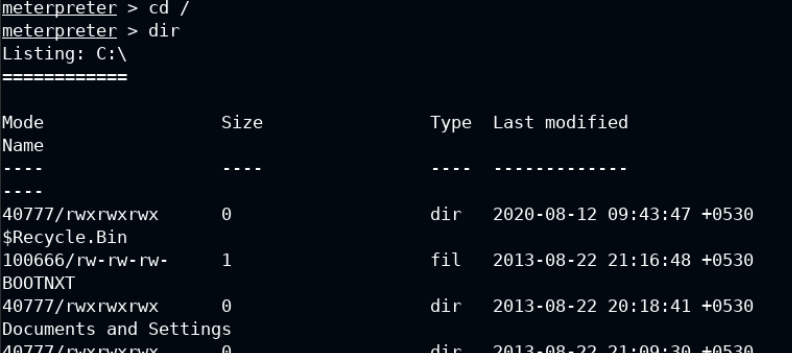 meterpreter > cd /
meterpreter > dir
Listing: C:\
============
Mode Size Type Last modified
Name
---- ---- ---- -------------
----
40777/rwxrwxrwx 0 dir 2020-08-12 09:43:47 +0530
$Recycle.Bin
100666/rw-rw-rw- 1 fil 2013-08-22 21:16:48 +0530
BOOTNXT
40777/rwxrwxrwx 0 dir 2013-08-22 20:18:41 +0530
Documents and Settings
40777/rwxrwxrwx 0 dir 2013-08-22 21:09:30 +0530